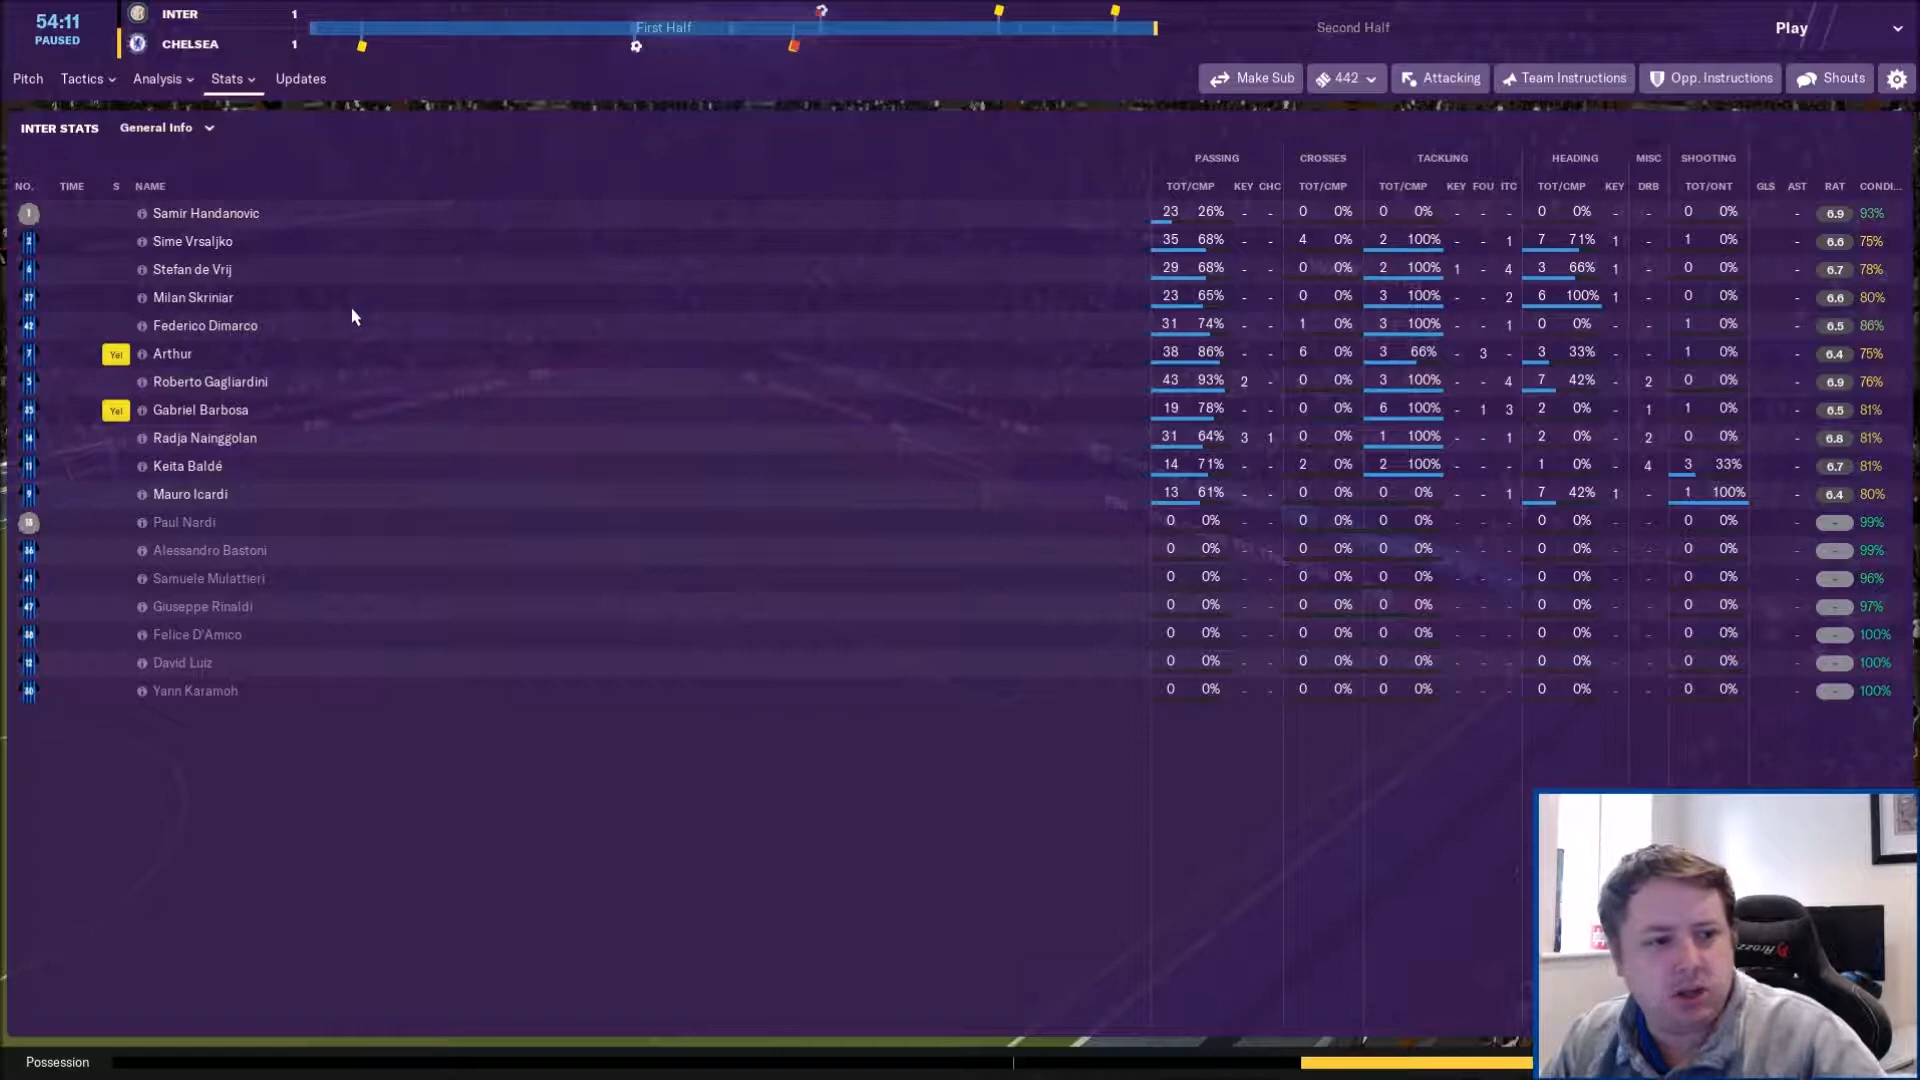 54:11 INTER 1 First Half Second Half Play
PAUSED CHELSEA 1
Pitch Tactics Analysis Stats Updates Make Sub 442 Attacking Team Instructions Opp. Instructions Shouts
INTER STATS General Info
PASSING CROSSES TACKLING HEADING MISC SHOOTING
NO. TIME S NAME TOT/CMP KEY CHC TOT/CMP TOT/CMP KEY FOU ITC TOT/CMP KEY DRB TOT/ONT GLS AST RAT CONDI...
1 Samir Handanovic 23 26% - - 0 0% 0 0% - - - 0 0% - - 0 0% - 6.9 93%
2 Sime Vrsaljko 35 68% - - 4 0% 2 100% - - 1 7 71% 1 - 1 0% - 6.6 75%
6 Stefan de Vrij 29 68% - - 0 0% 2 100% 1 - 4 3 66% 1 - 0 0% - 6.7 78%
37 Milan Skriniar 23 65% - - 0 0% 3 100% - - 2 6 100% 1 - 0 0% - 6.6 80%
42 Federico Dimarco 31 74% - - 1 0% 3 100% - - 1 0 0% - - 1 0% - 6.5 86%
7 Yel Arthur 38 86% - - 6 0% 3 66% - 3 - 3 33% - - 1 0% - 6.4 75%
5 Roberto Gagliardini 43 93% 2 - 0 0% 3 100% - - 4 7 42% - 2 0 0% - 6.9 76%
Yel Gabriel Barbosa 19 78% - - 0 0% 6 100% - 1 3 2 0% - 1 1 0% - 6.5 81%
14 Radja Nainggolan 31 64% 3 1 0 0% 1 100% - - 1 2 0% - 2 0 0% - 6.8 81%
11 Keita Baldé 14 71% - - 2 0% 2 100% - - - 1 0% - 4 3 33% - 6.7 81%
9 Mauro Icardi 13 61% - - 0 0% 0 0% - - 1 7 42% 1 - 1 100% - 6.4 80%
Paul Nardi 0 0% - - 0 0% 0 0% - - - 0 0% - - 0 0% - - 99%
Alessandro Bastoni 0 0% - - 0 0% 0 0% - - - 0 0% - - 0 0% - - 99%
41 Samuele Mulattieri 0 0% - - 0 0% 0 0% - - - 0 0% - - 0 0% - - 96%
47 Giuseppe Rinaldi 0 0% - - 0 0% 0 0% - - - 0 0% - - 0 0% - - 97%
Felice D'Amico 0 0% - - 0 0% 0 0% - - - 0 0% - - 0 0% - - 100%
12 David Luiz 0 0% - - 0 0% 0 0% - - - 0 0% - - 0 0% - - 100%
Yann Karamoh 0 0% - - 0 0% 0 0% - - - 0 0% - - 0 0% - - 100%
Arozzi
Possession